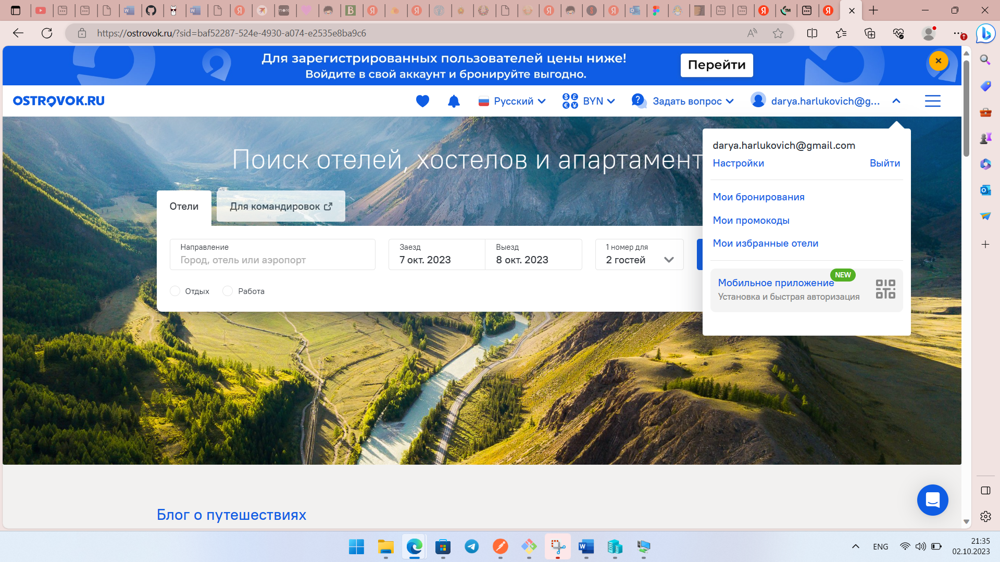 https://ostrovok.ru/?sid=baf52287-524e-4930-a074-e2535e8ba9c6
Для зарегистрированных пользователей цены ниже!
Войдите в свой аккаунт и бронируйте выгодно.
Перейти
OSTROVOK.RU
Русский
BYN
Задать вопрос
darya.harlukovich@g...
darya.harlukovich@gmail.com
Настройки
Выйти
Поиск отелей, хостелов и апартамент
Мои бронирования
Отели
Для командировок
Мои промокоды
Мои избранные отели
Направление
Город, отель или аэропорт
Заезд
7 окт. 2023
Выезд
8 окт. 2023
1 номер для
2 гостей
NEW
Мобильное приложение
Установка и быстрая авторизация
Отдых
Работа
Блог о путешествиях
ENG
21:35
02.10.2023